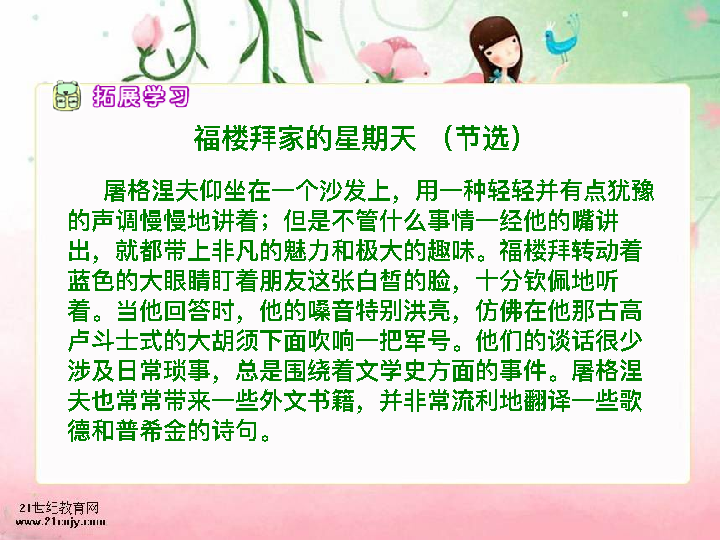 拓展学习
福楼拜家的星期天 （节选）
屠格涅夫仰坐在一个沙发上，用一种轻轻并有点犹豫
的声调慢慢地讲着；但是不管什么事情一经他的嘴讲
出，就都带上非凡的魅力和极大的趣味。福楼拜转动着
蓝色的大眼睛盯着朋友这张白皙的脸，十分钦佩地听
着。当他回答时，他的嗓音特别洪亮，仿佛在他那古高
卢斗士式的大胡须下面吹响一把军号。他们的谈话很少
涉及日常琐事，总是围绕着文学史方面的事件。屠格涅
夫也常常带来一些外文书籍，并非常流利地翻译一些歌
德和普希金的诗句。
21世纪教育网
www.21cnjy.com